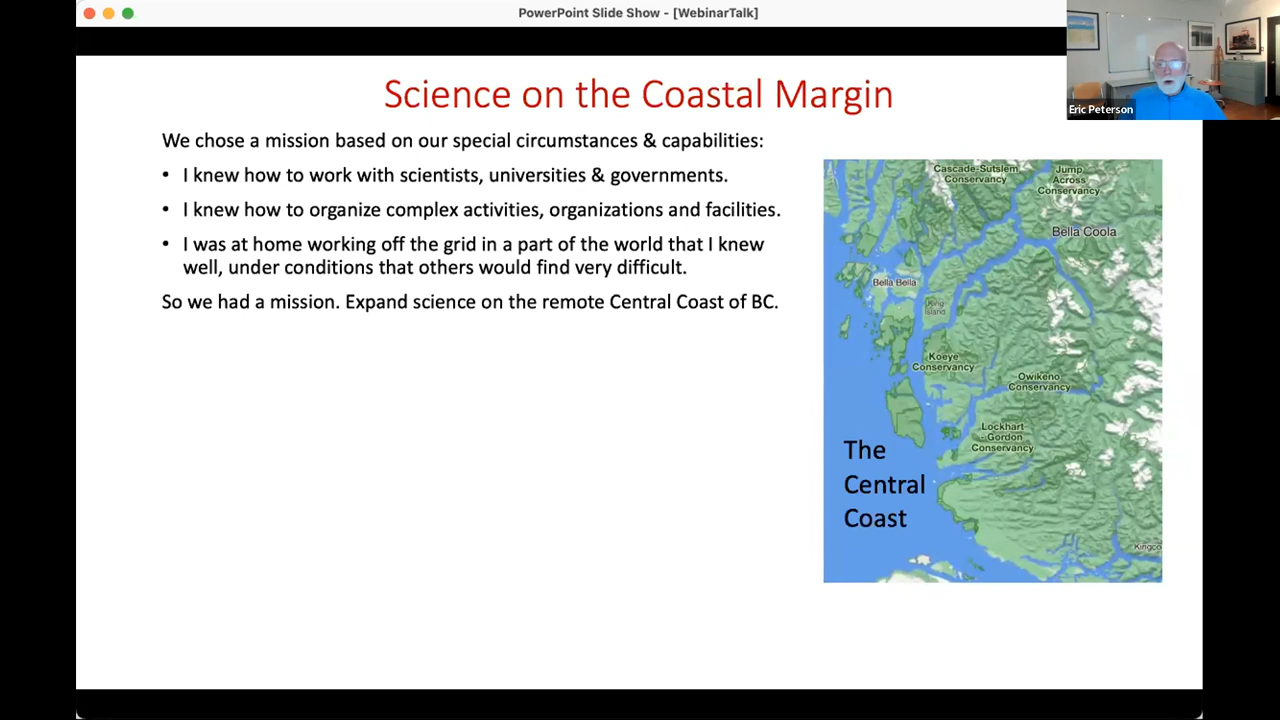 PowerPoint Slide Show - [WebinarTalk]
Eric Peterson
Science on the Coastal Margin
We chose a mission based on our special circumstances & capabilities:
• I knew how to work with scientists, universities & governments.
• I knew how to organize complex activities, organizations and facilities.
• I was at home working off the grid in a part of the world that I knew
well, under conditions that others would find very difficult.
So we had a mission. Expand science on the remote Central Coast of BC.
Cascade-Sutslem
Conservancy
Jump
Across
Conservancy
Bella Coola
Bella Bella
King
Island
Koeye
Conservancy
Owikeno
Conservancy
Lockhart
Gordon
Conservancy
The
Central
Coast
Kingco